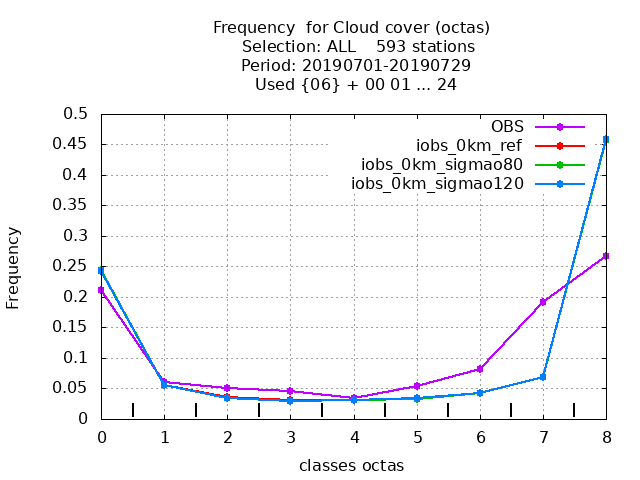 Frequency  for Cloud cover (octas)
Selection: ALL    593 stations
Period: 20190701-20190729
Used {06} + 00 01 ... 24
OBS
iobs_0km_ref
iobs_0km_sigmao80
iobs_0km_sigmao120
Frequency
0.5
0.45
0.4
0.35
0.3
0.25
0.2
0.15
0.1
0.05
0
0 1 2 3 4 5 6 7 8
classes octas